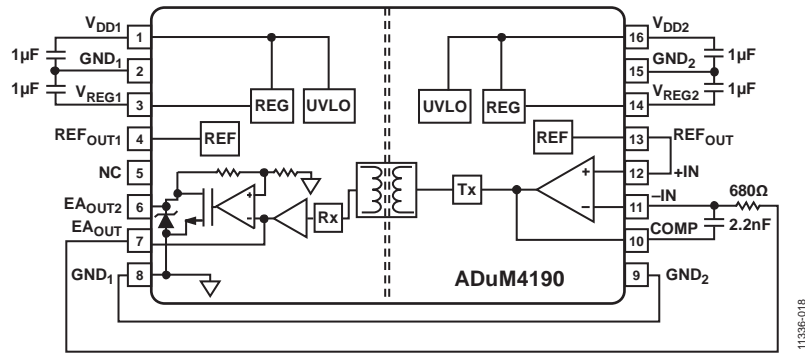 VDD1
1
1µF
GND1
2
1µF
VREG1
3
REG
UVLO
REFOUT1
4
REF
NC
5
EAOUT2
6
+
−
Rx
EAOUT
7
GND1
8
16
VDD2
1µF
15
GND2
1µF
14
VREG2
UVLO
REG
REF
13
REFOUT
12
+IN
Tx
+
−
11
–IN
680Ω
10
COMP
2.2nF
ADuM4190
9
GND2
11336-018